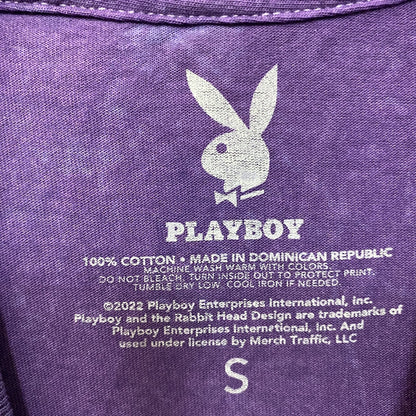 PLAYBOY
100% COTTON • MADE IN DOMINICAN REPUBLIC
MACHINE WASH WARM WITH COLORS.
DO NOT BLEACH. TURN INSIDE OUT TO PROTECT PRINT.
TUMBLE DRY LOW. COOL IRON IF NEEDED.
©2022 Playboy Enterprises International, Inc.
Playboy and the Rabbit Head Design are trademarks of
Playboy Enterprises International, Inc. And
used under license by Merch Traffic, LLC
S